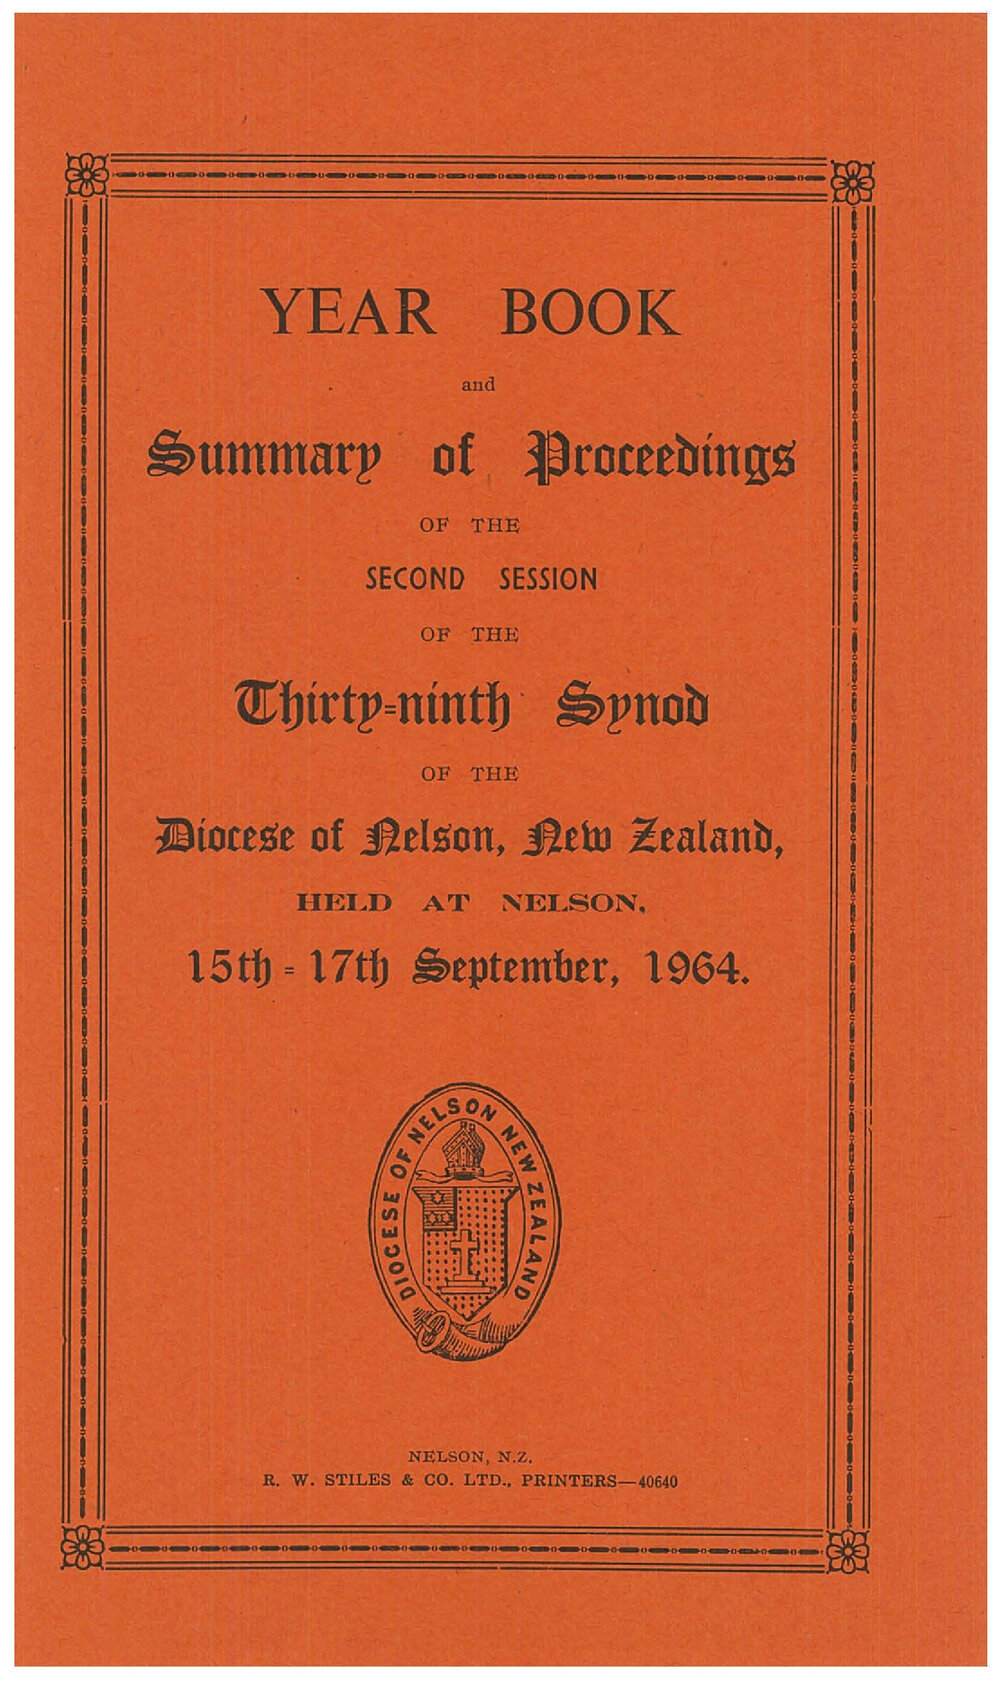 YEAR BOOK
and
Summary of Proceedings
OF THE
SECOND SESSION
OF THE
Thirty-ninth Synod
OF THE
Diocese of Nelson, New Zealand,
HELD AT NELSON,
15th - 17th September, 1964.
DIOCESE OF NELSON NEW ZEALAND
NELSON, N.Z.
R. W. STILES & CO. LTD., PRINTERS—40640